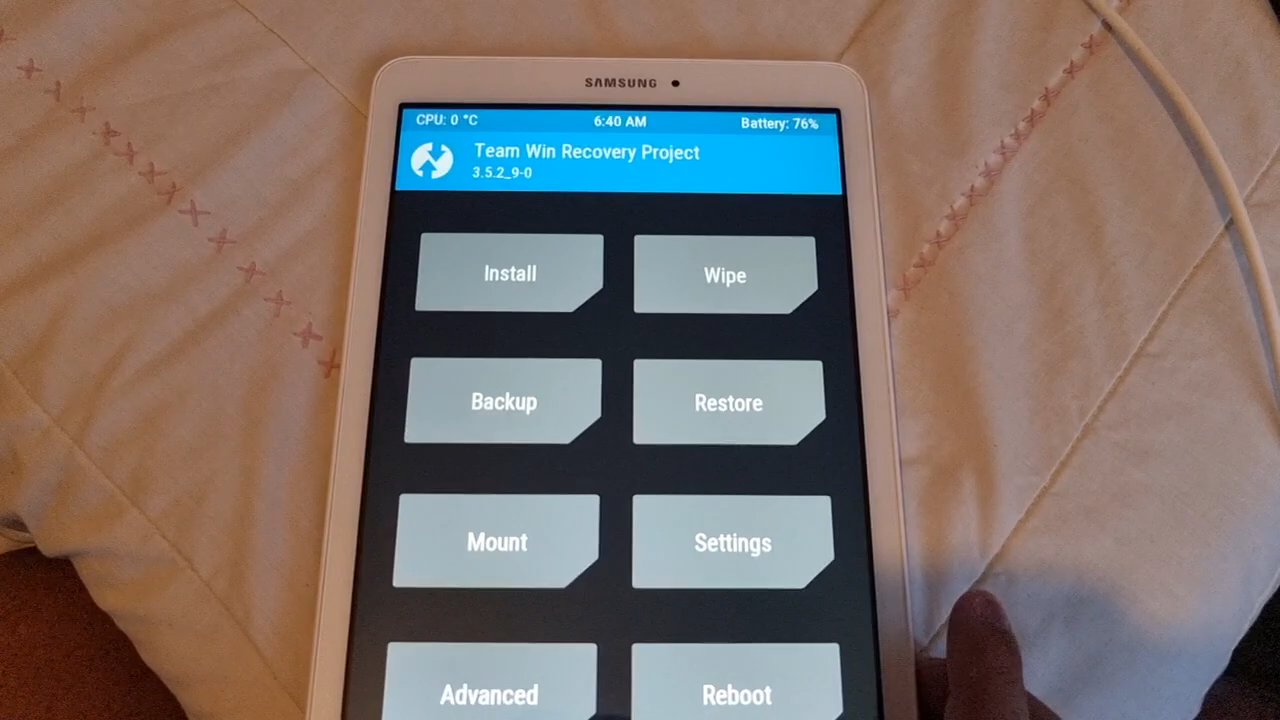 SAMSUNG
CPU: 0 °C 6:40 AM Battery: 76%
Team Win Recovery Project
3.5.2_9-0
Install Wipe
Backup Restore
Mount Settings
Advanced Reboot